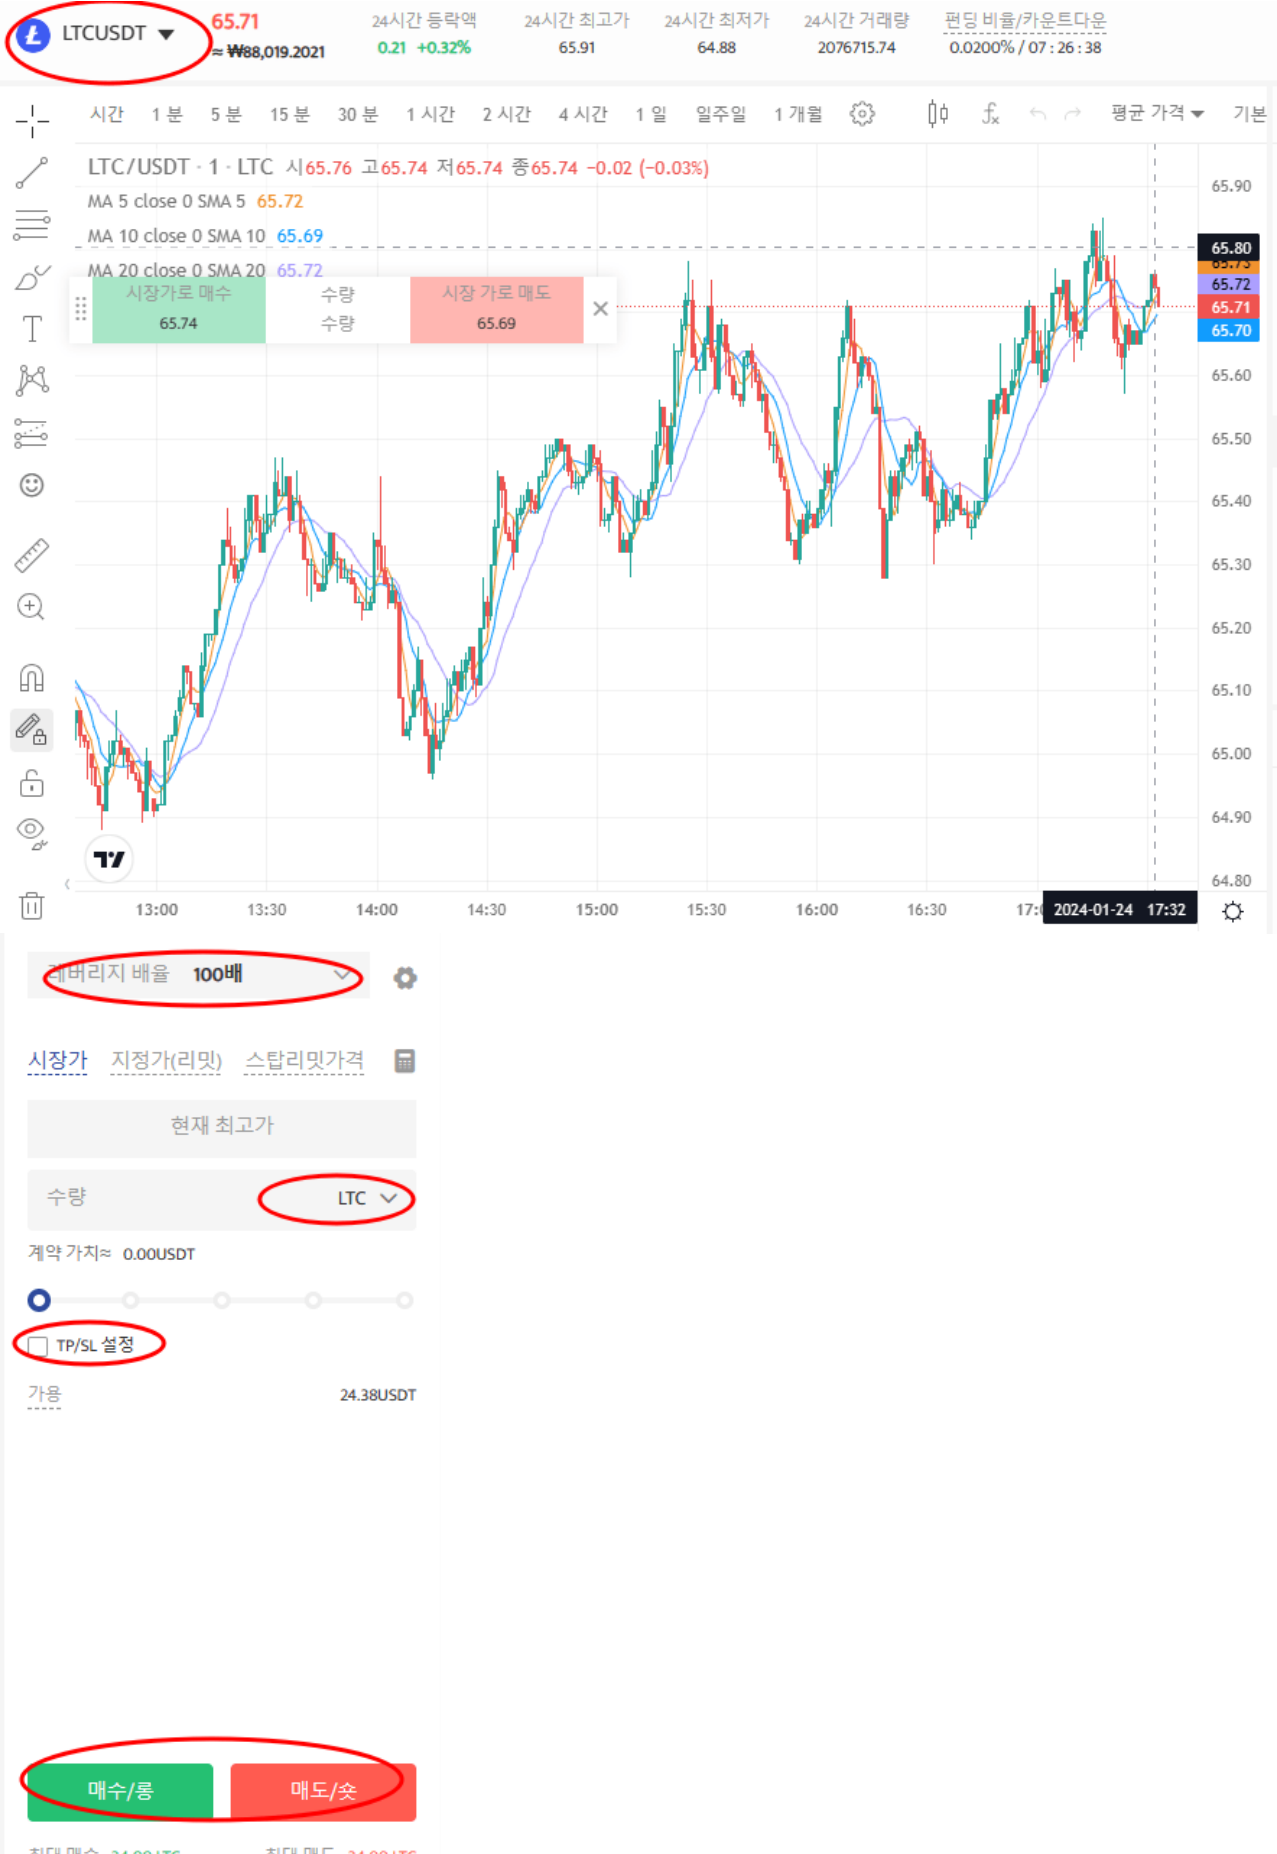 LTCUSDT
65.71
≈ ₩88,019.2021
24시간 등락액
0.21 +0.32%
24시간 최고가
65.91
24시간 최저가
64.88
24시간 거래량
2076715.74
펀딩 비율/카운트다운
0.0200% / 07 : 26 : 38
시간 1 분 5 분 15 분 30 분 1 시간 2 시간 4 시간 1 일 일주일 1 개월 평균 가격 기본
LTC/USDT · 1 · LTC 시65.76 고65.74 저65.74 종65.74 −0.02 (−0.03%)
MA 5 close 0 SMA 5 65.72
MA 10 close 0 SMA 10 65.69
MA 20 close 0 SMA 20 65.72
시장가로 매수 수량 시장 가로 매도
65.74 수량 65.69
65.90
65.80
65.73
65.72
65.71
65.70
65.60
65.50
65.40
65.30
65.20
65.10
65.00
64.90
64.80
13:00 13:30 14:00 14:30 15:00 15:30 16:00 16:30 2024-01-24 17:32
레버리지 배율 100배
시장가 지정가(리밋) 스탑리밋가격
현재 최고가
수량 LTC
계약 가치≈ 0.00USDT
TP/SL 설정
가용 24.38USDT
매수/롱 매도/숏